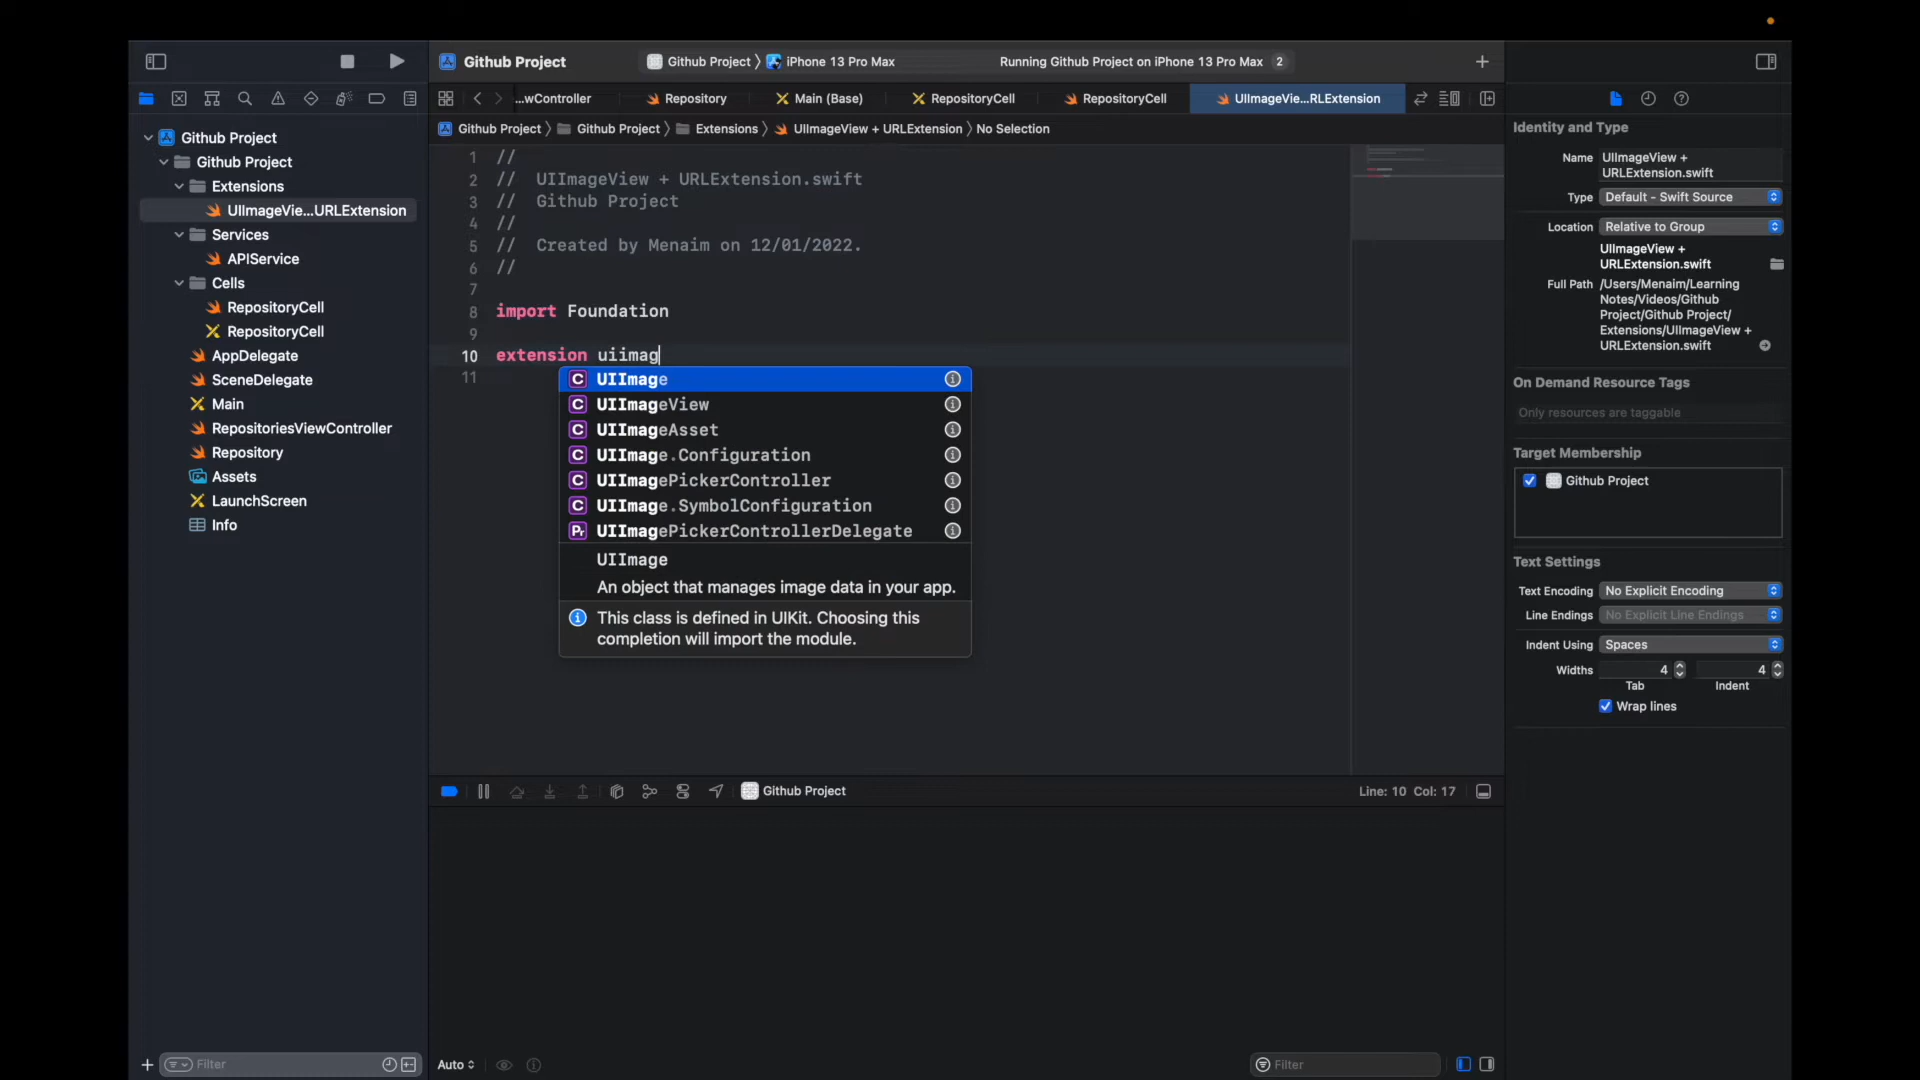 Github Project
Github Project
iPhone 13 Pro Max
Running Github Project on iPhone 13 Pro Max
2
...wController
Repository
Main (Base)
RepositoryCell
RepositoryCell
UIImageVie...RLExtension
Github Project
Github Project
Extensions
UIImageView + URLExtension
No Selection
Github Project
Github Project
Extensions
UIImageVie...URLExtension
Services
APIService
Cells
RepositoryCell
RepositoryCell
AppDelegate
SceneDelegate
Main
RepositoriesViewController
Repository
Assets
LaunchScreen
Info
Filter
1 //
2 // UIImageView + URLExtension.swift
3 // Github Project
4 //
5 // Created by Menaim on 12/01/2022.
6 //
7
8 import Foundation
9
10 extension uiimag
11
UIImage
UIImageView
UIImageAsset
UIImage.Configuration
UIImagePickerController
UIImage.SymbolConfiguration
Pr UIImagePickerControllerDelegate
UIImage
An object that manages image data in your app.
This class is defined in UIKit. Choosing this
completion will import the module.
Github Project
Line: 10 Col: 17
Auto
Filter
Identity and Type
Name UIImageView +
URLExtension.swift
Type Default - Swift Source
Location Relative to Group
UIImageView +
URLExtension.swift
Full Path /Users/Menaim/Learning
Notes/Videos/Github
Project/Github Project/
Extensions/UIImageView +
URLExtension.swift
On Demand Resource Tags
Only resources are taggable
Target Membership
Github Project
Text Settings
Text Encoding No Explicit Encoding
Line Endings No Explicit Line Endings
Indent Using Spaces
Widths 4 4
Tab Indent
Wrap lines